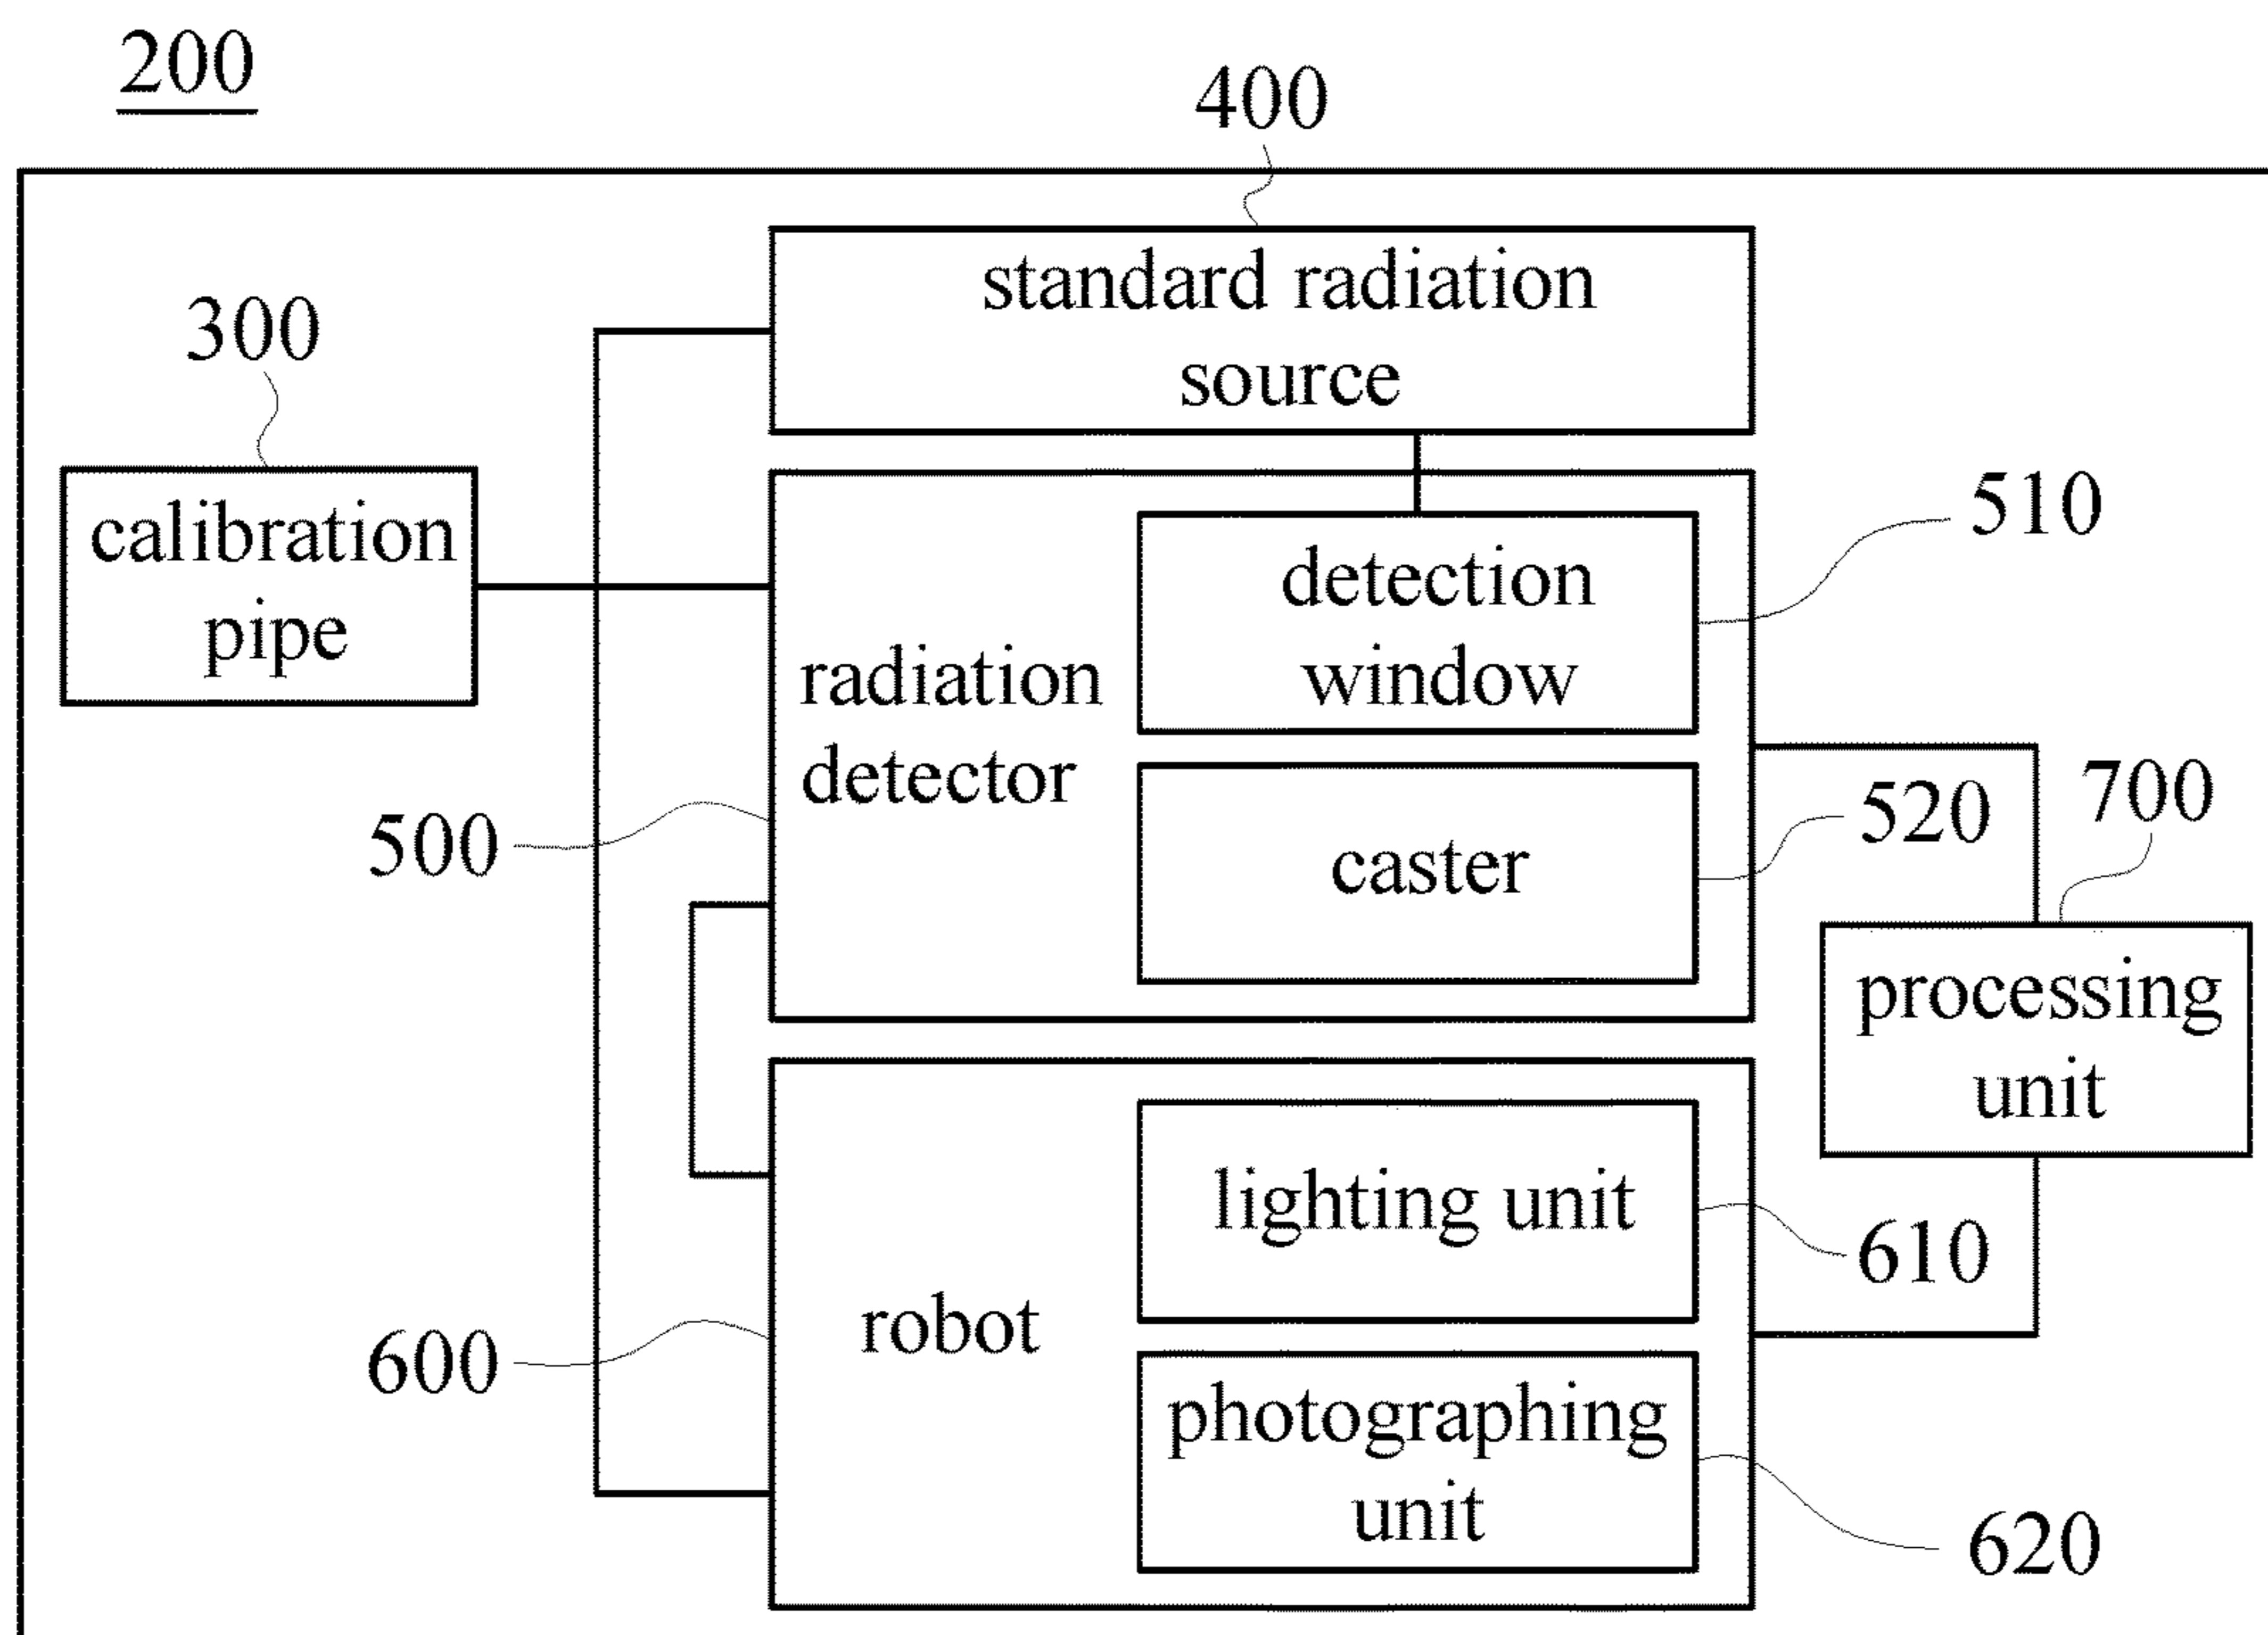 200
400
standard radiation
source
300
calibration
pipe
510
detection
window
radiation
detector
500
520
caster
700
processing
unit
lighting unit
610
robot
600
photographing
unit
620